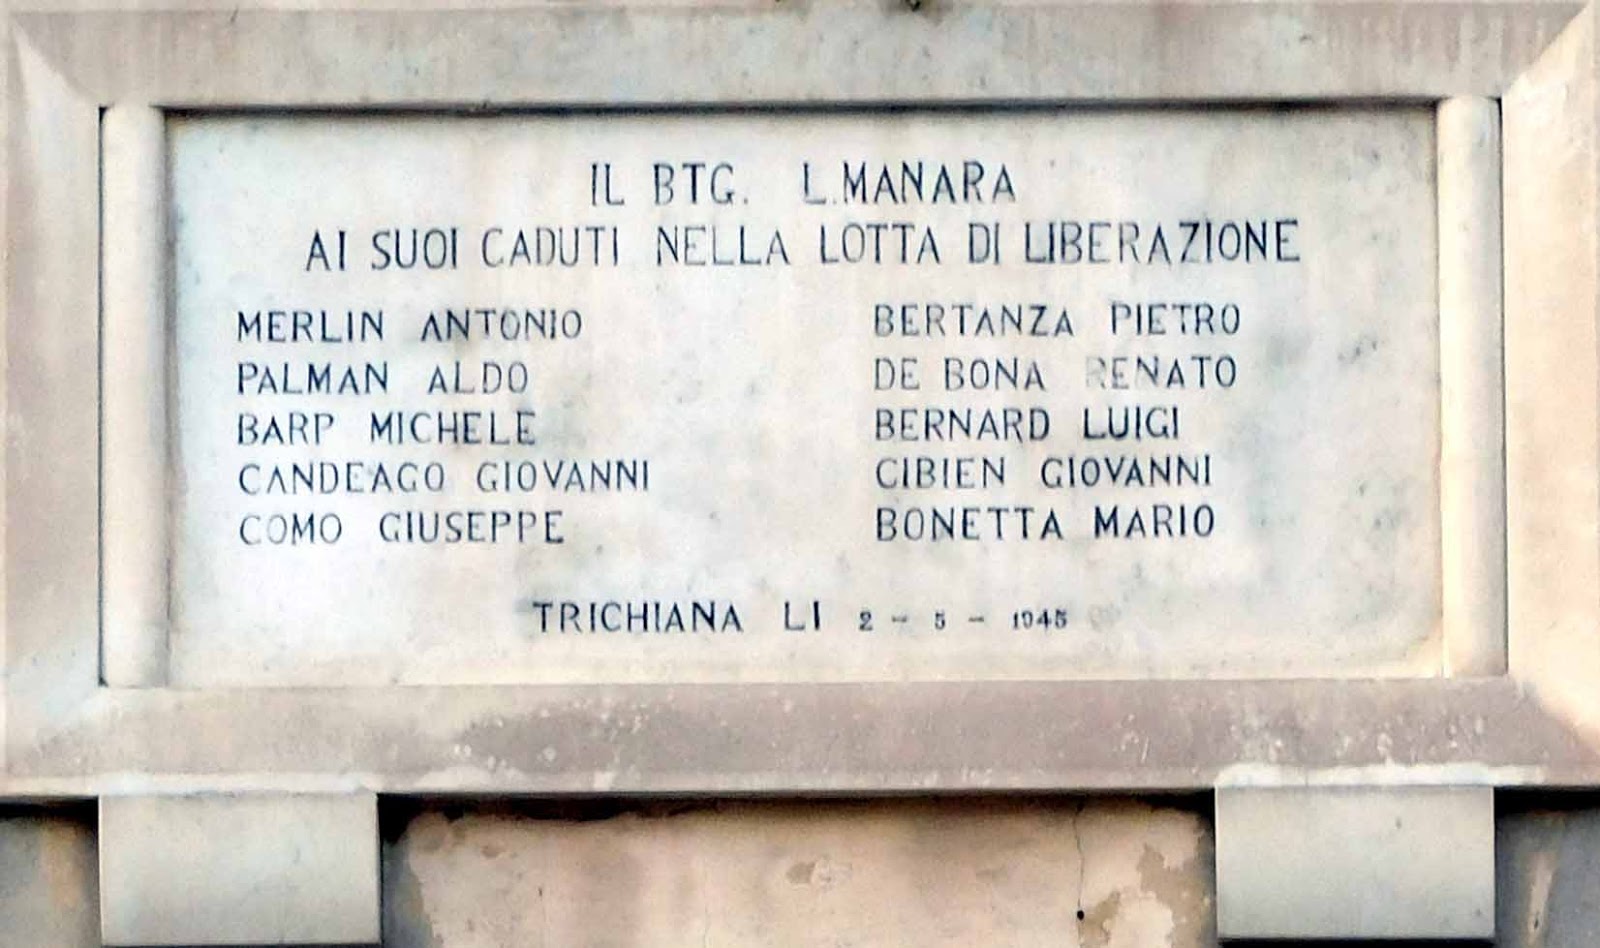 IL BTG. L.MANARA
AI SUOI CADUTI NELLA LOTTA DI LIBERAZIONE
MERLIN ANTONIO
PALMAN ALDO
BARP MICHELE
CANDEAGO GIOVANNI
COMO GIUSEPPE
BERTANZA PIETRO
DE BONA RENATO
BERNARD LUIGI
CIBIEN GIOVANNI
BONETTA MARIO
TRICHIANA LI 2 - 5 - 1945